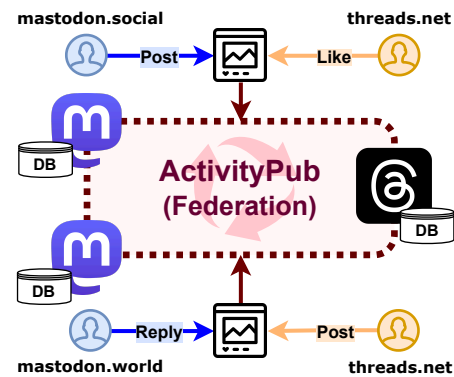 mastodon.social
threads.net
Post
Like
DB
ActivityPub
(Federation)
DB
DB
Reply
Post
mastodon.world
threads.net